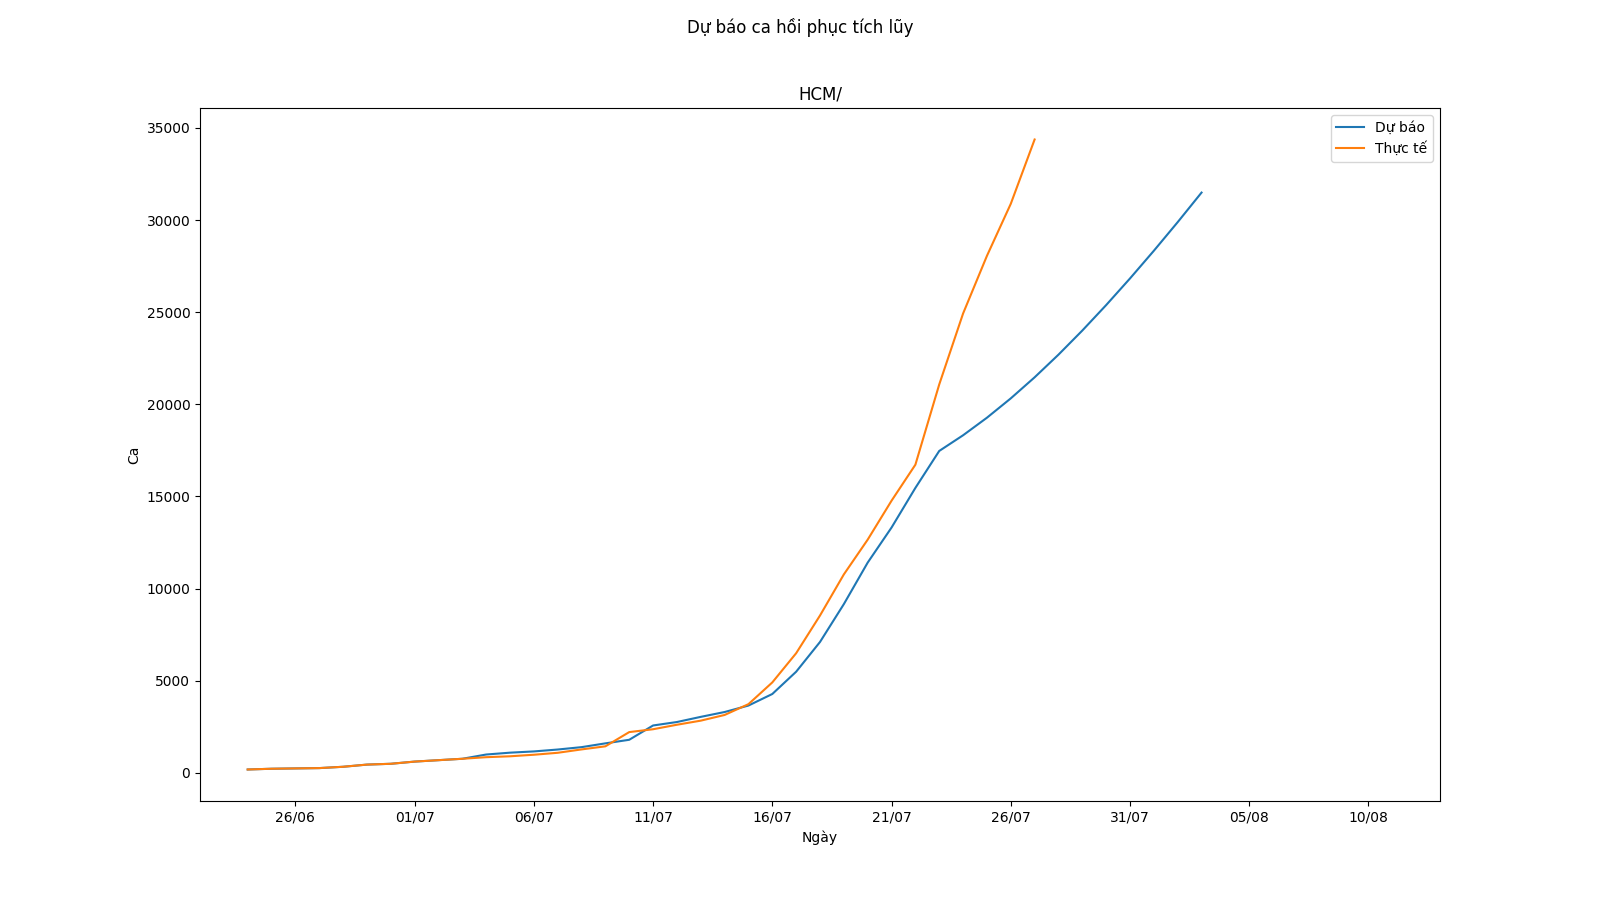 Dự báo ca hồi phục tích lũy
HCM/
Dự báo
Thực tế
35000
30000
25000
20000
15000
10000
5000
0
Ca
26/06 01/07 06/07 11/07 16/07 21/07 26/07 31/07 05/08 10/08
Ngày